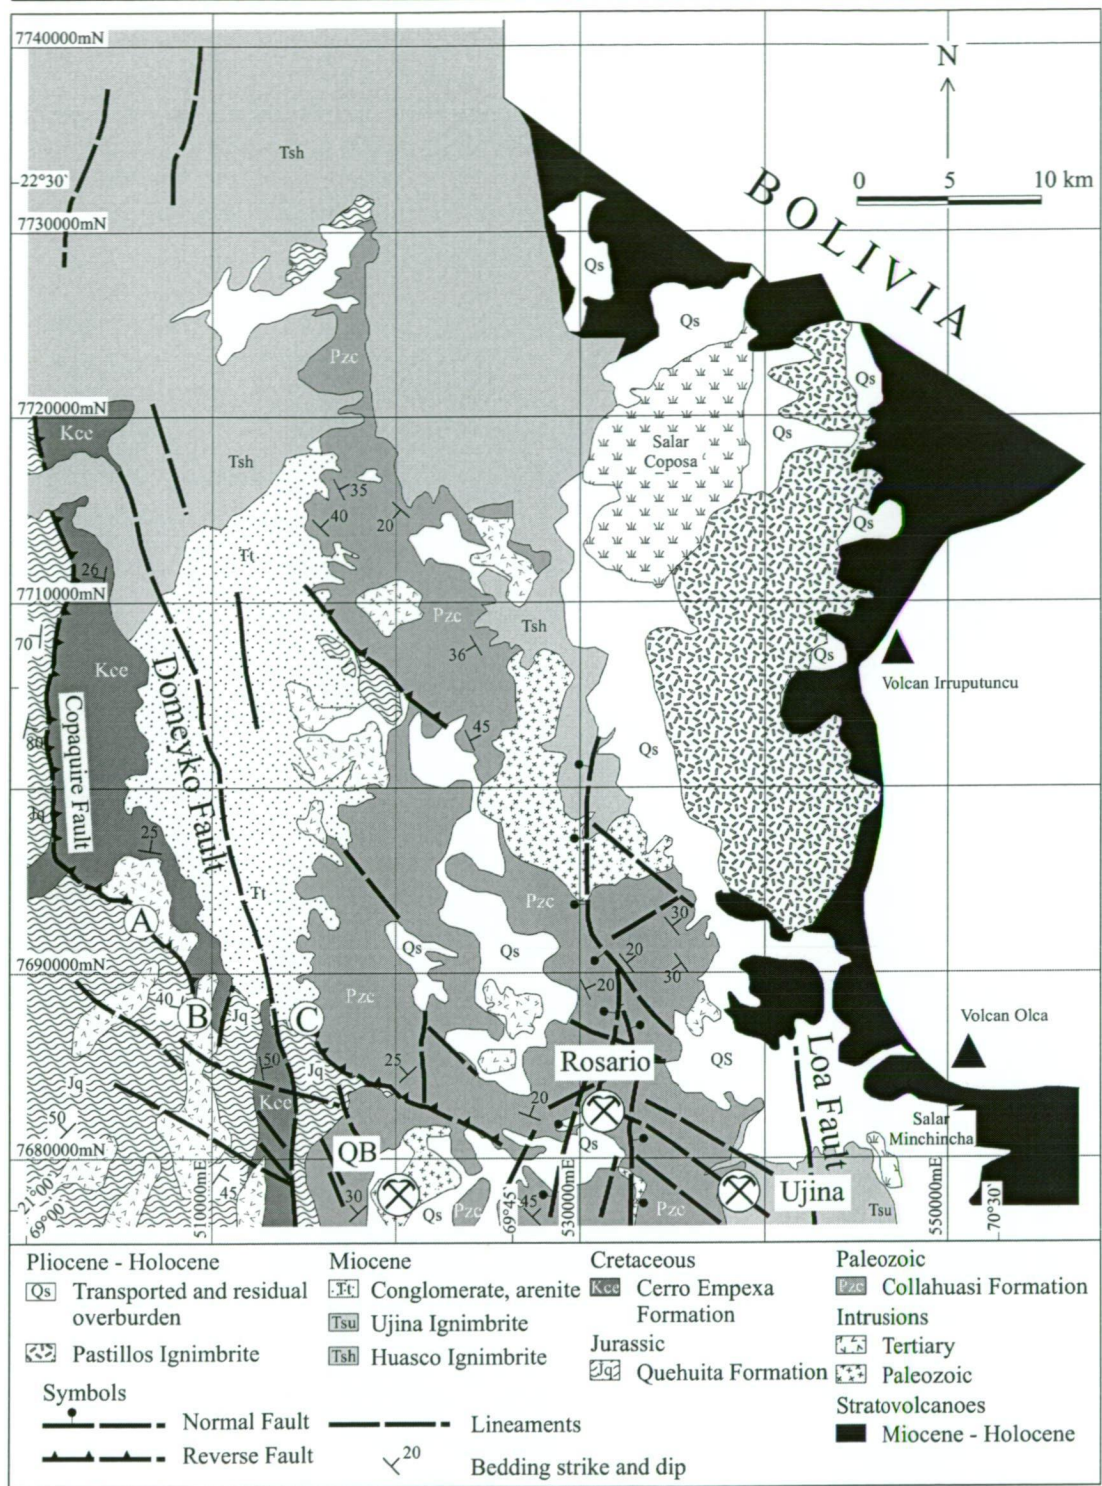 7740000mN
N
Tsh
0 5 10 km
22°30`
BOLIVIA
7730000mN
Qs
Qs
Pzc
Qs
7720000mN
Kce
Qs
Salar
Coposa
Tsh
35
40
20
Qs
Tt
26
7710000mN
Pzc
Tsh
70
36
Qs
Kce
Volcan Irruputuncu
Domeyko Fault
Copaquire Fault
45
Qs
80
25
Tt
Pzc
30
A
Qs
Qs
20
7690000mN
30
40
Pzc
20
B
Jq
C
Volcan Olca
Loa Fault
QS
Rosario
50
Jq
25
Jq
Kce
20
50
Salar
Minchincha
Qs
7680000mN
QB
45
Ujina
30
45
Qs
Pzc
Pzc
Tsu
21°00'
69°00'
510000mE
69°45'
530000mE
550000mE
70°30'
Pliocene - Holocene
Qs Transported and residual
overburden
Pastillos Ignimbrite
Miocene
Tt Conglomerate, arenite
Tsu Ujina Ignimbrite
Tsh Huasco Ignimbrite
Cretaceous
Kce Cerro Empexa
Formation
Jurassic
Jq Quehuita Formation
Paleozoic
Pzc Collahuasi Formation
Intrusions
Tertiary
Paleozoic
Stratovolcanoes
Miocene - Holocene
Symbols
Normal Fault
Reverse Fault
Lineaments
20
Bedding strike and dip